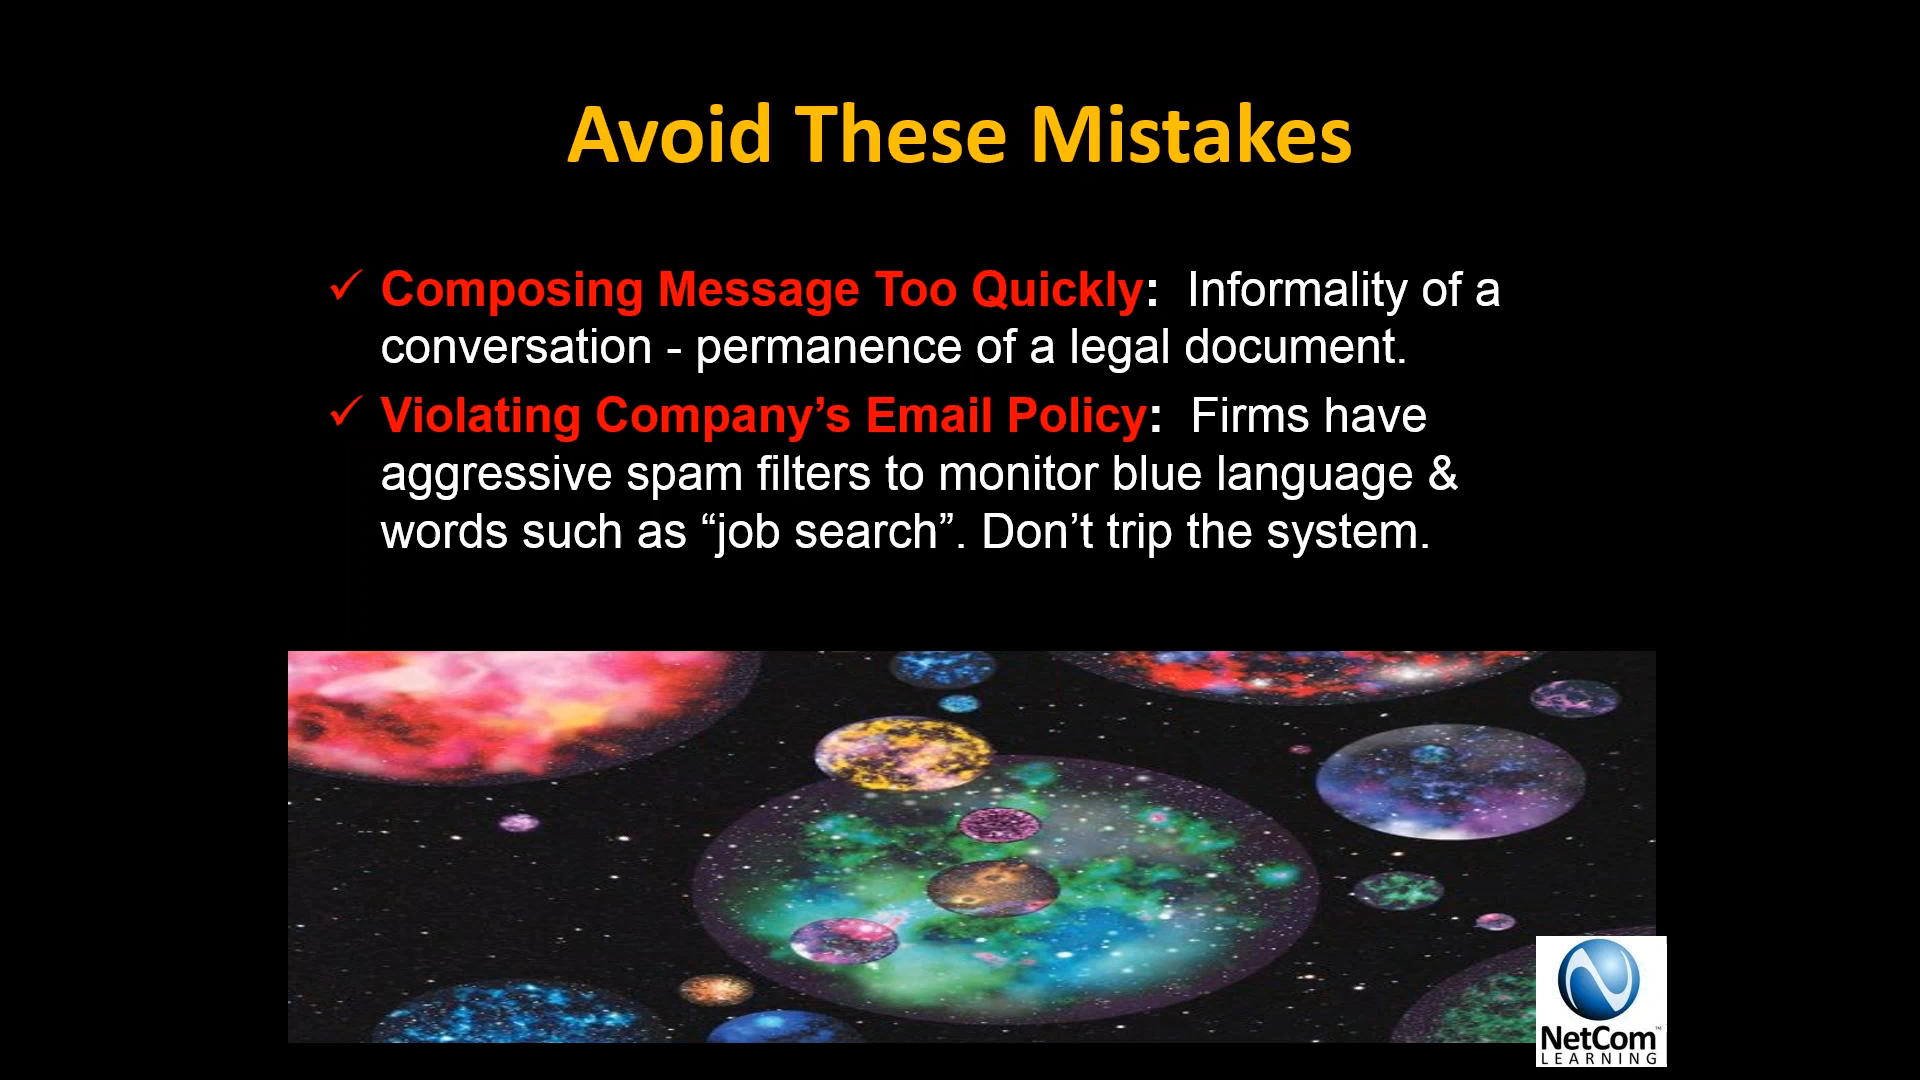 Avoid These Mistakes
✓ Composing Message Too Quickly:  Informality of a
conversation - permanence of a legal document.
✓ Violating Company’s Email Policy:  Firms have
aggressive spam filters to monitor blue language &
words such as “job search”. Don’t trip the system.
NetCom™
LEARNING